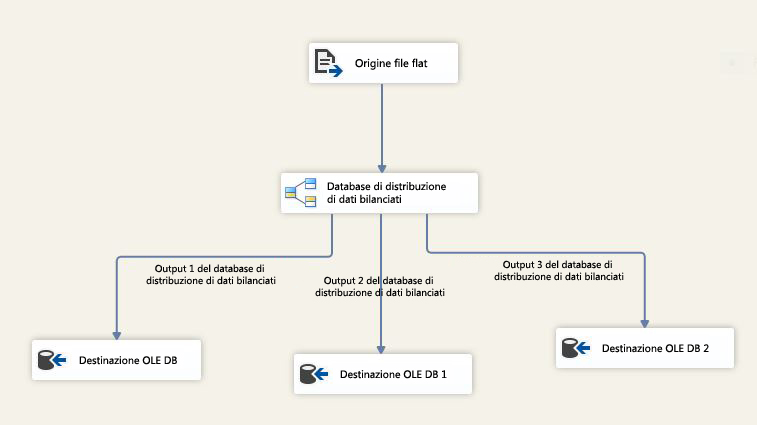 Origine file flat
Database di distribuzione
di dati bilanciati
Output 1 del database di
distribuzione di dati bilanciati
Output 2 del database di
distribuzione di dati bilanciati
Output 3 del database di
distribuzione di dati bilanciati
Destinazione OLE DB
Destinazione OLE DB 1
Destinazione OLE DB 2